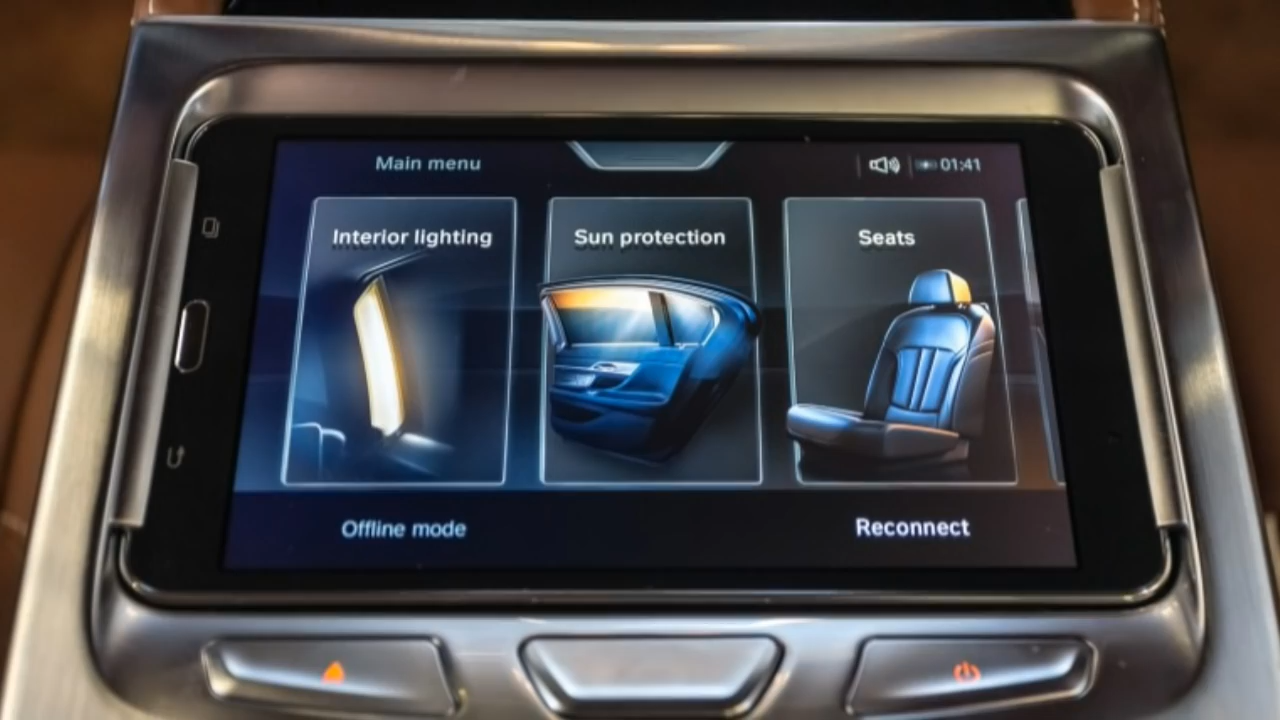 Main menu
01:41
Interior lighting
Sun protection
Seats
Offline mode
Reconnect